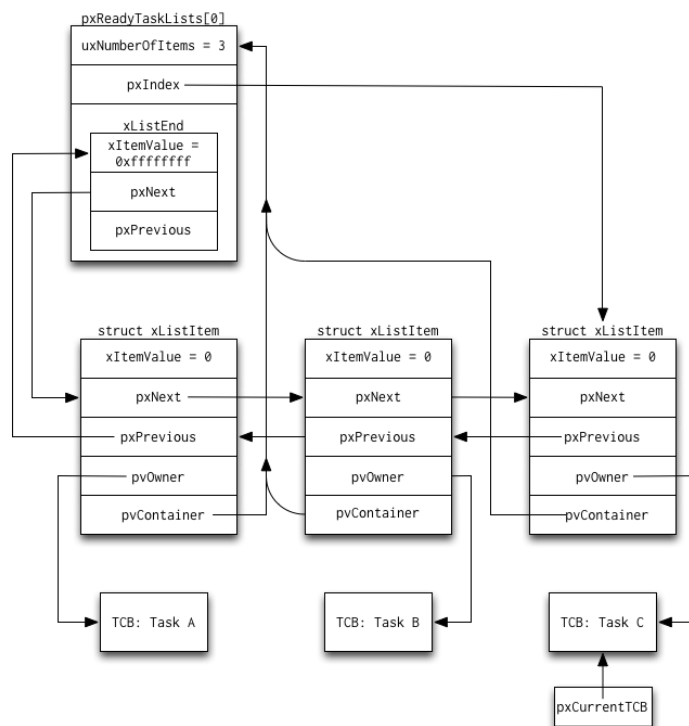 pxReadyTaskLists[0]
uxNumberOfItems = 3
pxIndex
xListEnd
xItemValue =
0xffffffff
pxNext
pxPrevious
struct xListItem
xItemValue = 0
pxNext
pxPrevious
pvOwner
pvContainer
struct xListItem
xItemValue = 0
pxNext
pxPrevious
pvOwner
pvContainer
struct xListItem
xItemValue = 0
pxNext
pxPrevious
pvOwner
pvContainer
TCB: Task A
TCB: Task B
TCB: Task C
pxCurrentTCB